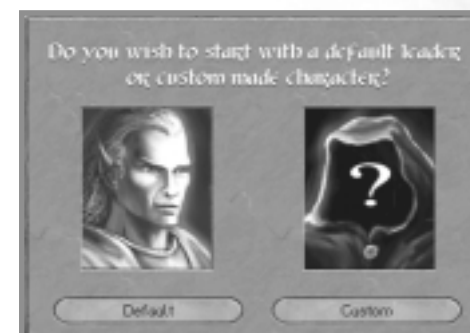 Do you wish to start with a default leader
or custom made character?
?
Default
Custom